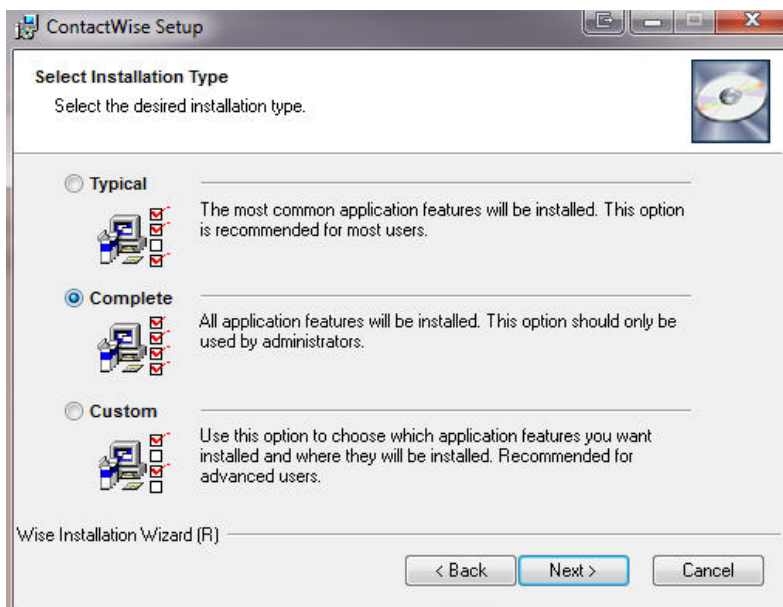 ContactWise Setup
Select Installation Type
Select the desired installation type.
Typical
The most common application features will be installed. This option
is recommended for most users.
Complete
All application features will be installed. This option should only be
used by administrators.
Custom
Use this option to choose which application features you want
installed and where they will be installed. Recommended for
advanced users.
Wise Installation Wizard (R)
< Back Next > Cancel